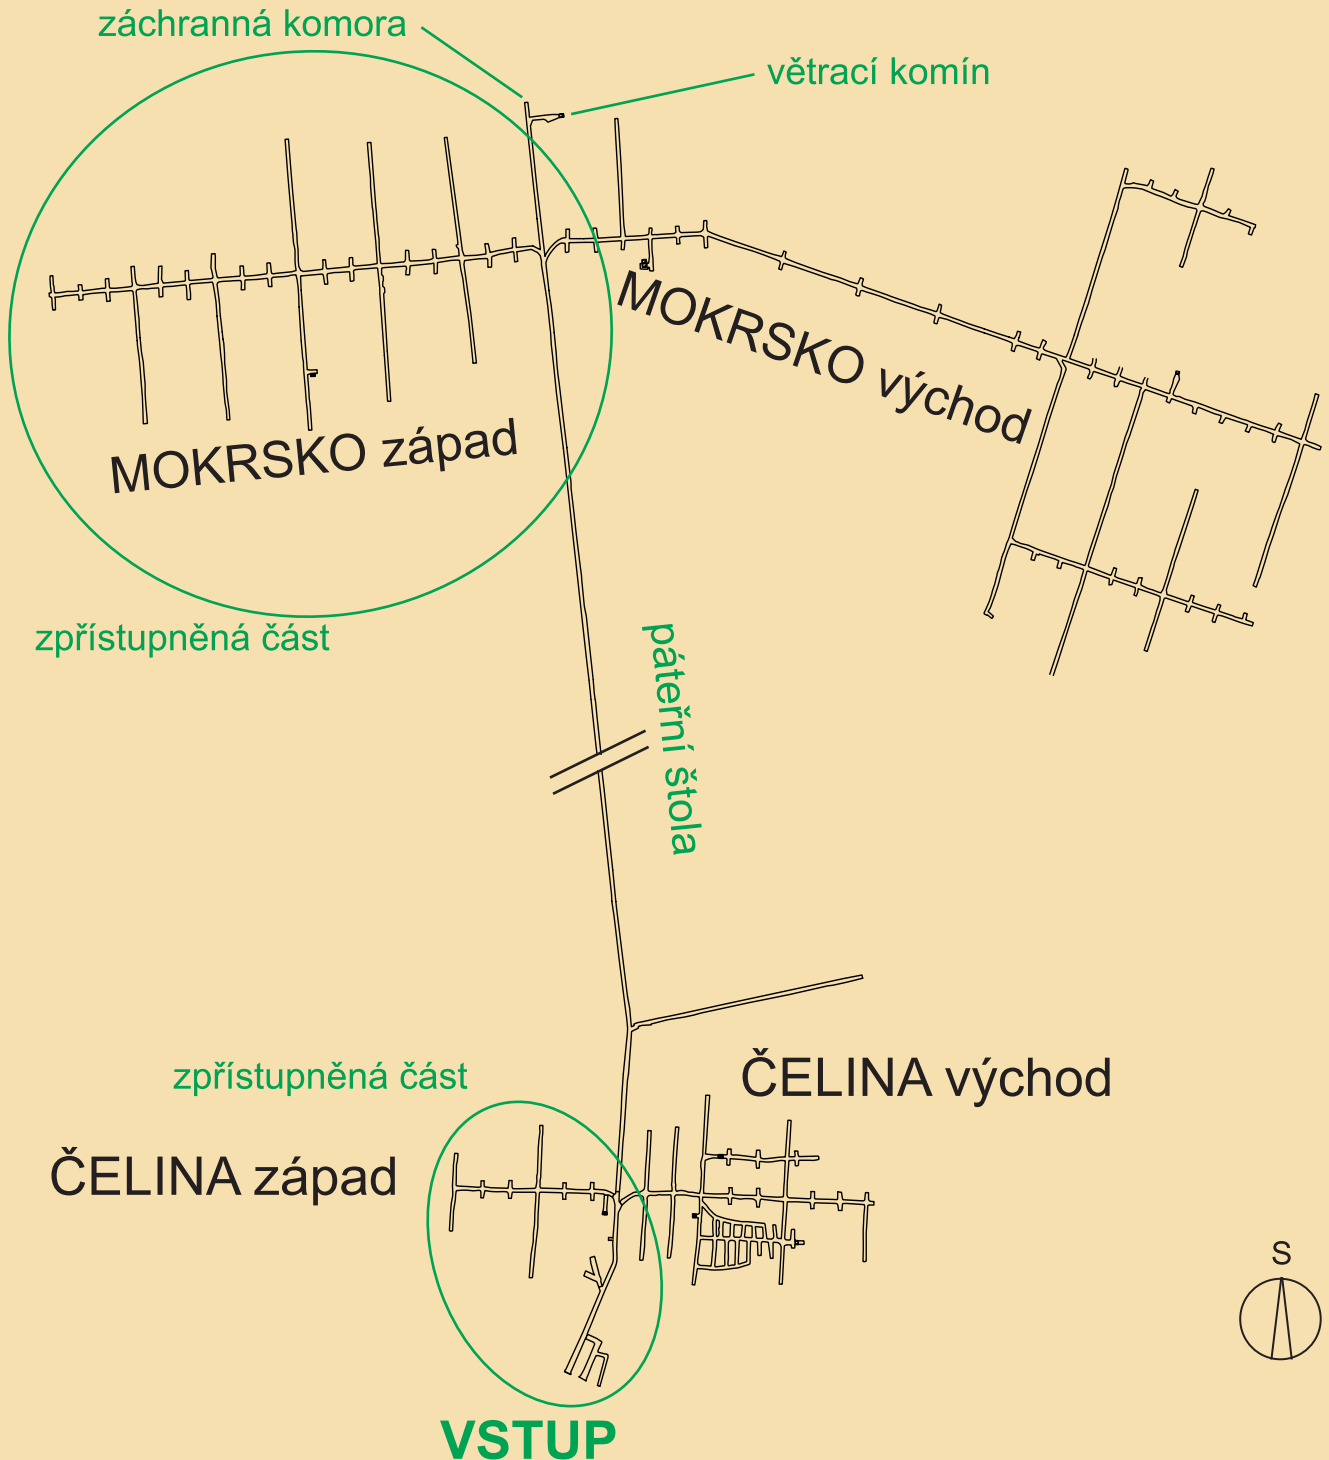 záchranná komora
větrací komín
MOKRSKO východ
MOKRSKO západ
zpřístupněná část
páteřní štola
ČELINA východ
zpřístupněná část
ČELINA západ
S
VSTUP